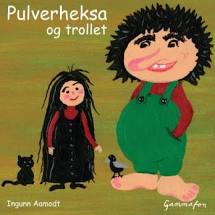 Pulverheksa
og trollet
Ingunn Aamodt
Gammafon